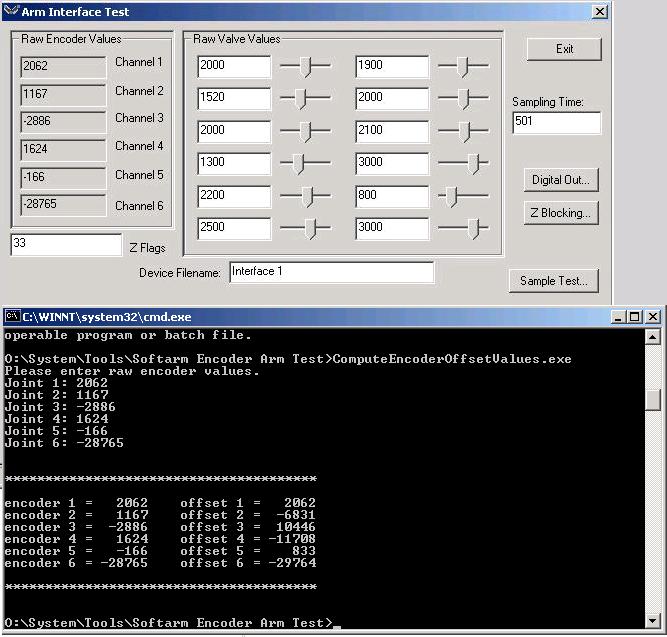 Arm Interface Test
Raw Encoder Values
2062 Channel 1
1167 Channel 2
-2886 Channel 3
1624 Channel 4
-166 Channel 5
-28765 Channel 6
33 Z Flags
Raw Valve Values
2000 1900
1520 2000
2000 2100
1300 3000
2200 800
2500 3000
Exit
Sampling Time:
501
Digital Out...
Z Blocking...
Device Filename: Interface 1
Sample Test...
C:\WINNT\system32\cmd.exe
operable program or batch file.
O:\System\Tools\Softarm Encoder Arm Test>ComputeEncoderOffsetValues.exe
Please enter raw encoder values.
Joint 1: 2062
Joint 2: 1167
Joint 3: -2886
Joint 4: 1624
Joint 5: -166
Joint 6: -28765
****************************************
encoder 1 = 2062 offset 1 = 2062
encoder 2 = 1167 offset 2 = -6831
encoder 3 = -2886 offset 3 = 10446
encoder 4 = 1624 offset 4 = -11708
encoder 5 = -166 offset 5 = 833
encoder 6 = -28765 offset 6 = -29764
****************************************
O:\System\Tools\Softarm Encoder Arm Test>_